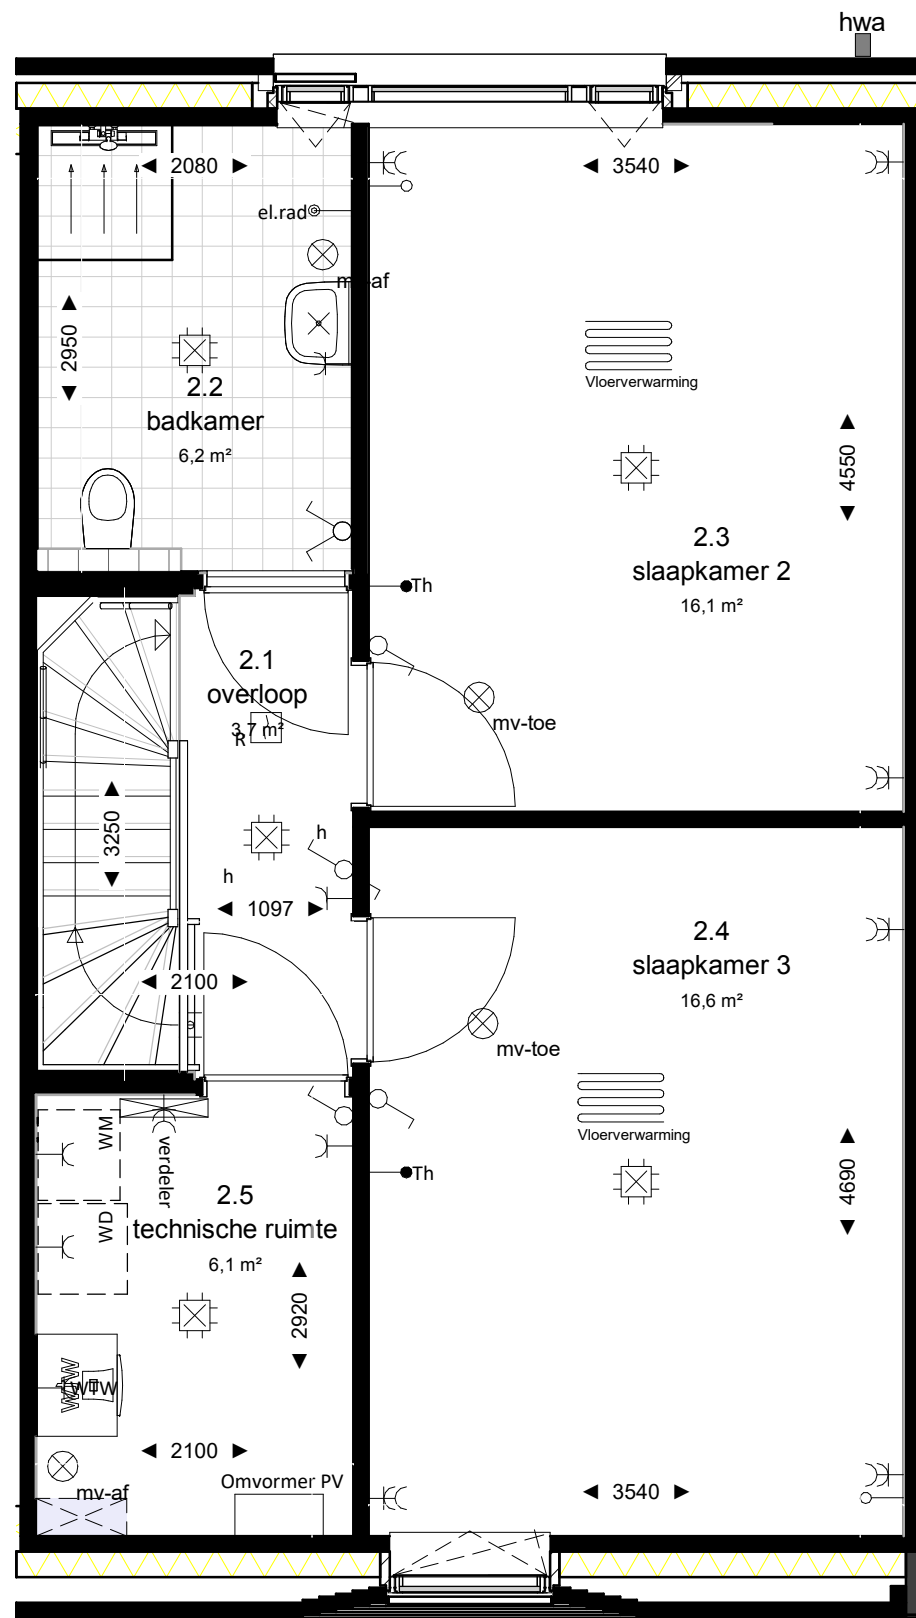 hwa
2080
3540
el.rad
mv-af
2950
2.2
badkamer
6,2 m²
Vloerverwarming
4550
2.3
slaapkamer 2
16,1 m²
Th
2.1
overloop
3,7 m²
R
mv-toe
3250
h
h
1097
2.4
slaapkamer 3
16,6 m²
2100
mv-toe
Vloerverwarming
WM
verdeler
Th
4690
WD
2.5
technische ruimte
6,1 m²
2920
WTW
2100
Omvormer PV
mv-af
3540